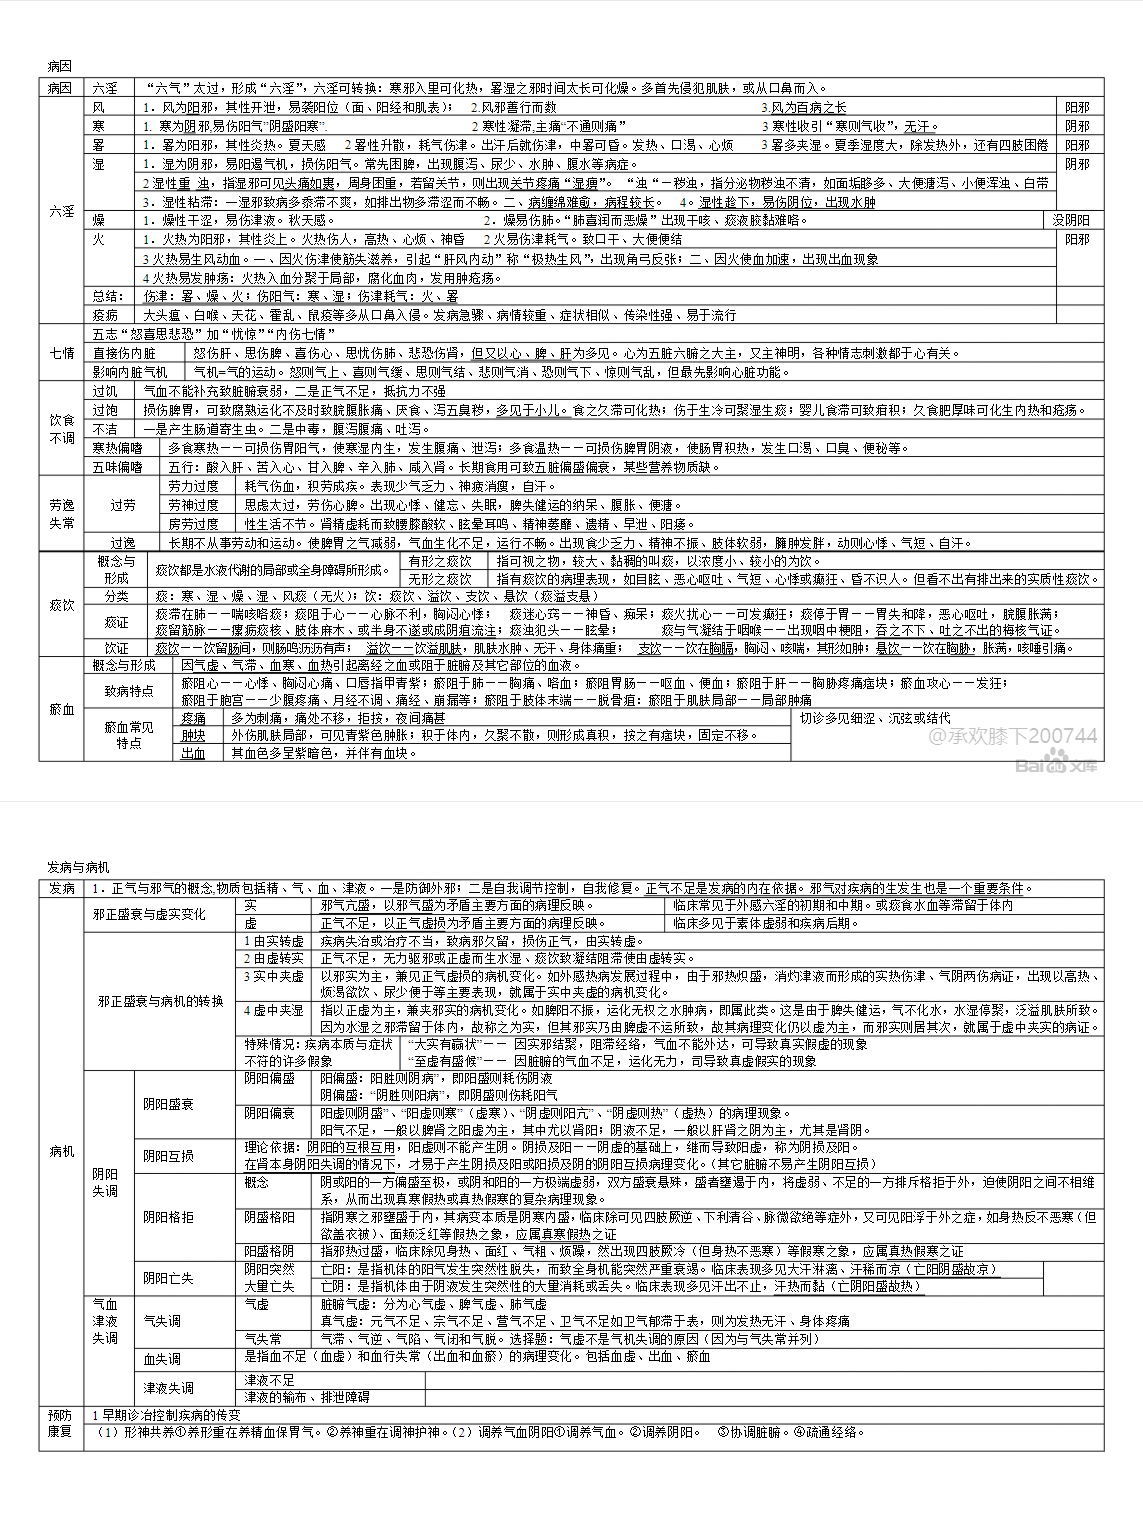 病因
病因 六淫 “六气”太过，形成“六淫”，六淫可转换：寒邪入里可化热，署湿之邪时间太长可化燥。多首先侵犯肌肤，或从口鼻而入。
六淫
风 1．风为阳邪，其性开泄，易袭阳位（面、阳经和肌表）； 2.风邪善行而数 3.风为百病之长 阳邪
寒 1. 寒为阴邪,易伤阳气”阴盛阳寒”. 2 寒性凝滞,主痛“不通则痛” 3 寒性收引“寒则气收”，无汗。 阴邪
署 1．署为阳邪，其性炎热。夏天感 2 署性升散，耗气伤津。出汗后就伤津，中署可昏。发热、口渴、心烦 3 署多夹湿。夏季湿度大，除发热外，还有四肢困倦 阳邪
湿 1．湿为阴邪，易阳遏气机，损伤阳气。常先困脾，出现腹泻、尿少、水肿、腹水等病症。 阴邪
2 湿性重 浊，指湿邪可见头痛如裹，周身困重，若留关节，则出现关节疼痛“湿痹”。 “浊“－秽浊，指分泌物秽浊不清，如面垢眵多、大便溏泻、小便浑浊、白带
3．湿性粘滞：一湿邪致病多黍滞不爽，如排出物多滞涩而不畅。二、病缠绵难愈，病程较长。 4。湿性趋下，易伤阴位，出现水肿
燥 1．燥性干涩，易伤津液。秋天感。 2．燥易伤肺。“肺喜润而恶燥”出现干咳、痰液胶黏难咯。 没阴阳
火 1．火热为阳邪，其性炎上。火热伤人，高热、心烦、神昏 2 火易伤津耗气。致口干、大便便结 阳邪
3 火热易生风动血。一、因火伤津使筋失滋养，引起“肝风内动”称“极热生风”，出现角弓反张；二、因火使血加速，出现出血现象
4 火热易发肿疡：火热入血分聚于局部，腐化血肉，发用肿疮疡。
总结： 伤津：署、燥、火；伤阳气：寒、湿；伤津耗气：火、署
疫疠 大头瘟、白喉、天花、霍乱、鼠疫等多从口鼻入侵。发病急骤、病情较重、症状相似、传染性强、易于流行
七情
五志“怒喜思悲恐”加“忧惊”“内伤七情”
直接伤内脏 怒伤肝、思伤脾、喜伤心、思忧伤肺、悲恐伤肾，但又以心、脾、肝为多见。心为五脏六腑之大主，又主神明，各种情志刺激都于心有关。
影响内脏气机 气机=气的运动。怒则气上、喜则气缓、思则气结、悲则气消、恐则气下、惊则气乱，但最先影响心脏功能。
饮食
不调
过饥 气血不能补充致脏腑衰弱，二是正气不足，抵抗力不强
过饱 损伤脾胃，可致腐熟运化不及时致脘腹胀痛、厌食、泻五臭秽，多见于小儿。食之久滞可化热；伤于生冷可聚湿生痰；婴儿食滞可致疳积；久食肥厚味可化生内热和疮疡。
不洁 一是产生肠道寄生虫。二是中毒，腹泻腹痛、吐泻。
寒热偏嗜 多食寒热－－可损伤胃阳气，使寒湿内生，发生腹痛、泄泻；多食温热－－可损伤脾胃阴液，使肠胃积热，发生口渴、口臭、便秘等。
五味偏嗜 五行：酸入肝、苦入心、甘入脾、辛入肺、咸入肾。长期食用可致五脏偏盛偏衰，某些营养物质缺。
劳逸
失常
过劳
劳力过度 耗气伤血，积劳成疾。表现少气乏力、神疲消瘦，自汗。
劳神过度 思虑太过，劳伤心脾。出现心悸、健忘、失眠，脾失健运的纳呆、腹胀、便溏。
房劳过度 性生活不节。肾精虚耗而致腰膝酸软、眩晕耳鸣、精神萎靡、遗精、早泄、阳痿。
过逸 长期不从事劳动和运动。使脾胃之气减弱，气血生化不足，运行不畅。出现食少乏力、精神不振、肢体软弱，臃肿发胖，动则心悸、气短、自汗。
痰饮
概念与
形成
痰饮都是水液代谢的局部或全身障碍所形成。
有形之痰饮 指可视之物，较大、黏稠的叫痰，以浓度小、较小的为饮。
无形之痰饮 指有痰饮的病理表现，如目眩、恶心呕吐、气短、心悸或癫狂、昏不识人。但看不出有排出来的实质性痰饮。
分类 痰：寒、湿、燥、湿、风痰（无火）；饮：痰饮、溢饮、支饮、悬饮（痰溢支悬）
痰证 痰滞在肺－－喘咳咯痰；痰阻于心－－心脉不利，胸闷心悸； 痰迷心窍－－神昏、痴呆；痰火扰心－－可发癫狂；痰停于胃－－胃失和降，恶心呕吐，脘腹胀满；
痰留筋脉－－瘰疬痰核、肢体麻木、或半身不遂或成阴疽流注；痰浊犯头－－眩晕； 痰与气凝结于咽喉－－出现咽中梗阻，吞之不下、吐之不出的梅核气证。
饮证 痰饮－－饮留肠间，则肠鸣沥沥有声； 溢饮－－饮溢肌肤，肌肤水肿、无汗、身体痛重； 支饮－－饮在胸膈，胸闷、咳喘，其形如肿；悬饮－－饮在胸胁，胀满，咳唾引痛。
瘀血
概念与形成 因气虚、气滞、血寒、血热引起离经之血或阻于脏腑及其它部位的血液。
致病特点 瘀阻心－－心悸、胸闷心痛、口唇指甲青紫；瘀阻于肺－－胸痛、咯血；瘀阻胃肠－－呕血、便血；瘀阻于肝－－胸胁疼痛痞块；瘀血攻心－－发狂；
瘀阻于胞宫－－少腹疼痛、月经不调、痛经、崩漏等；瘀阻于肢体末端－－脱骨疽：瘀阻于肌肤局部－－局部肿痛
瘀血常见
特点
疼痛 多为刺痛，痛处不移，拒按，夜间痛甚 切诊多见细涩、沉弦或结代
肿块 外伤肌肤局部，可见青紫色肿胀；积于体内，久聚不散，则形成真积，按之有痞块，固定不移。
出血 其血色多呈紫暗色，并伴有血块。
@承欢膝下200744
Bai 文库
发病与病机
发病 1．正气与邪气的概念,物质包括精、气、血、津液。一是防御外邪；二是自我调节控制，自我修复。正气不足是发病的内在依据。邪气对疾病的生发生也是一个重要条件。
病机
邪正盛衰与虚实变化
实 邪气亢盛，以邪气盛为矛盾主要方面的病理反映。 临床常见于外感六淫的初期和中期。或痰食水血等滞留于体内
虚 正气不足，以正气虚损为矛盾主要方面的病理反映。 临床多见于素体虚弱和疾病后期。
邪正盛衰与病机的转换
1 由实转虚 疾病失治或治疗不当，致病邪久留，损伤正气，由实转虚。
2 由虚转实 正气不足，无力驱邪或正虚而生水湿、痰饮致凝结阻滞使由虚转实。
3 实中夹虚 以邪实为主，兼见正气虚损的病机变化。如外感热病发展过程中，由于邪热炽盛，消灼津液而形成的实热伤津、气阴两伤病证，出现以高热、
烦渴欲饮、尿少便于等主要表现，就属于实中夹虚的病机变化。
4 虚中夹湿 指以正虚为主，兼夹邪实的病机变化。如脾阳不振，运化无权之水肿病，即属此类。这是由于脾失健运，气不化水，水湿停聚，泛溢肌肤所致。
因为水湿之邪滞留于体内，故称之为实，但其邪实乃由脾虚不运所致，故其病理变化仍以虚为主，而邪实则居其次，就属于虚中夹实的病证。
特殊情况：疾病本质与症状
不符的许多假象
“大实有羸状”－－ 因实邪结聚，阻滞经络，气血不能外达，可导致真实假虚的现象
“至虚有盛候”－－ 因脏腑的气血不足，运化无力，司导致真虚假实的现象
阴阳
失调
阴阳盛衰
阴阳偏盛 阳偏盛：阳胜则阴病”，即阳盛则耗伤阴液
阴偏盛：“阴胜则阳病”，即阴盛则伤耗阳气
阴阳偏衰 阳虚则阴盛”、“阳虚则寒”（虚寒）、“阴虚则阳亢”、“阴虚则热”（虚热）的病理现象。
阳气不足，一般以脾肾之阳虚为主，其中尤以肾阳；阴液不足，一般以肝肾之阴为主，尤其是肾阴。
阴阳互损 理论依据：阴阳的互根互用，阳虚则不能产生阴。阴损及阳－－阴虚的基础上，继而导致阳虚，称为阴损及阳。
在肾本身阴阳失调的情况下，才易于产生阴损及阳或阳损及阴的阴阳互损病理变化。（其它脏腑不易产生阴阳互损）
阴阳格拒
概念 阴或阳的一方偏盛至极，或阴和阳的一方极端虚弱，双方盛衰悬殊，盛者壅遏于内，将虚弱、不足的一方排斥格拒于外，迫使阴阳之间不相维
系，从而出现真寒假热或真热假寒的复杂病理现象。
阴盛格阳 指阴寒之邪壅盛于内，其病变本质是阴寒内盛，临床除可见四肢厥逆、下利清谷、脉微欲绝等症外，又可见阳浮于外之症，如身热反不恶寒（但
欲盖衣被）、面颊泛红等假热之象，应属真寒假热之证
阳盛格阴 指邪热过盛，临床除见身热、面红、气粗、烦躁，然出现四肢厥冷（但身热不恶寒）等假寒之象，应属真热假寒之证
阴阳亡失
阴阳突然
大量亡失
亡阳：是指机体的阳气发生突然性脱失，而致全身机能突然严重衰竭。临床表现多见大汗淋漓、汗稀而凉（亡阳阴盛故凉）
亡阴：是指机体由于阴液发生突然性的大量消耗或丢失。临床表现多见汗出不止，汗热而黏（亡阴阳盛故热）
气血
津液
失调
气失调
气虚 脏腑气虚：分为心气虚、脾气虚、肺气虚
真气虚：元气不足、宗气不足、营气不足、卫气不足如卫气郁滞于表，则为发热无汗、身体疼痛
气失常 气滞、气逆、气陷、气闭和气脱。选择题：气虚不是气机失调的原因（因为与气失常并列）
血失调 是指血不足（血虚）和血行失常（出血和血瘀）的病理变化。包括血虚、出血、瘀血
津液失调
津液不足
津液的输布、排泄障碍
预防
康复
1 早期诊冶控制疾病的传变
（1）形神共养①养形重在养精血保胃气。②养神重在调神护神。（2）调养气血阴阳①调养气血。②调养阴阳。 ③协调脏腑。④疏通经络。